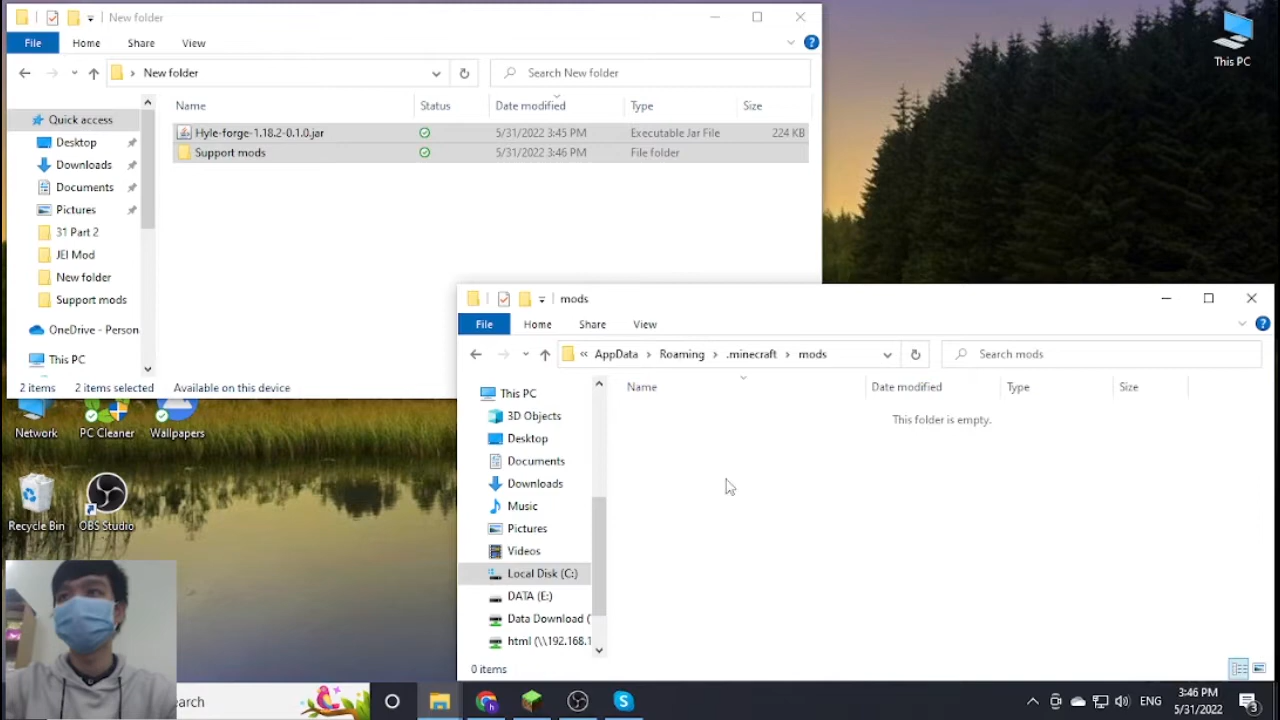 New folder
File Home Share View
New folder Search New folder
Name Status Date modified Type Size
Quick access
Hyle-forge-1.18.2-0.1.0.jar 5/31/2022 3:45 PM Executable Jar File 224 KB
Support mods 5/31/2022 3:46 PM File folder
Desktop
Downloads
Documents
Pictures
31 Part 2
JEI Mod
New folder
Support mods
OneDrive - Person
This PC
2 items 2 items selected Available on this device
This PC
Network
PC Cleaner
Wallpapers
Recycle Bin
OBS Studio
mods
File Home Share View
« AppData Roaming .minecraft mods Search mods
Name Date modified Type Size
This folder is empty.
This PC
3D Objects
Desktop
Documents
Downloads
Music
Pictures
Videos
Local Disk (C:)
DATA (E:)
Data Download (
html (\\192.168.1
0 items
earch
ENG
3:46 PM
5/31/2022
3